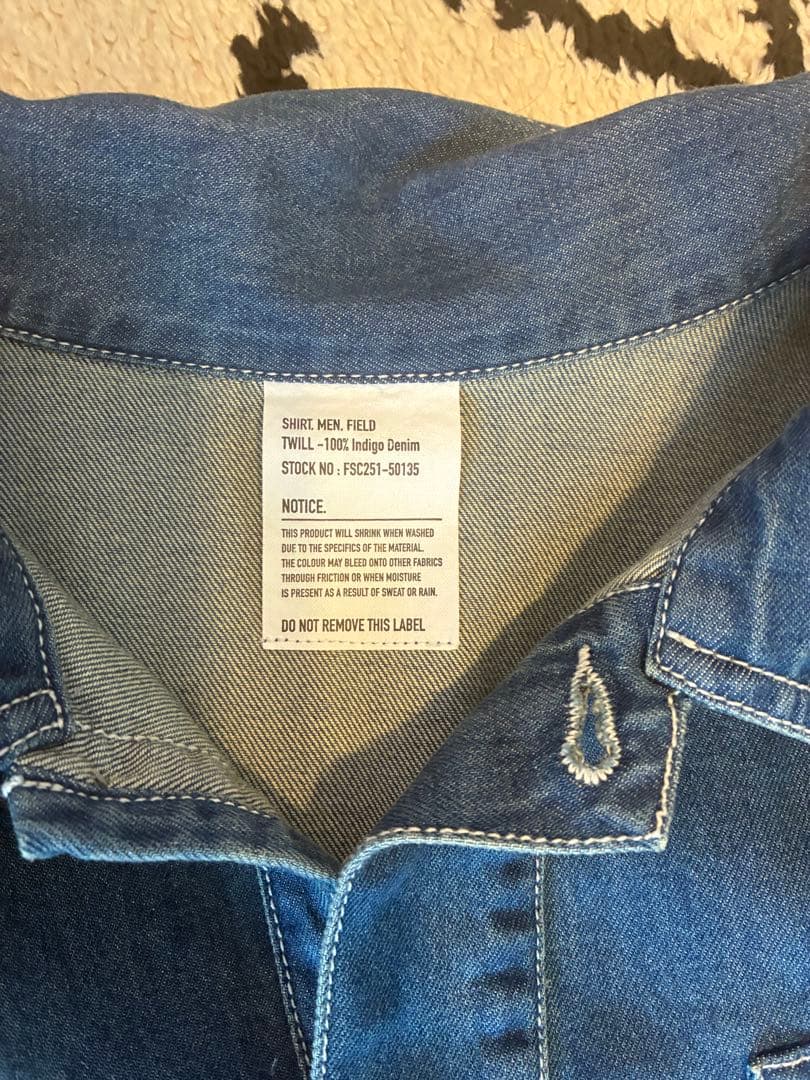 SHIRT, MEN, FIELD
TWILL -100% Indigo Denim
STOCK NO : FSC251-50135
NOTICE.
THIS PRODUCT WILL SHRINK WHEN WASHED
DUE TO THE SPECIFICS OF THE MATERIAL.
THE COLOUR MAY BLEED ONTO OTHER FABRICS
THROUGH FRICTION OR WHEN MOISTURE
IS PRESENT AS A RESULT OF SWEAT OR RAIN.
DO NOT REMOVE THIS LABEL